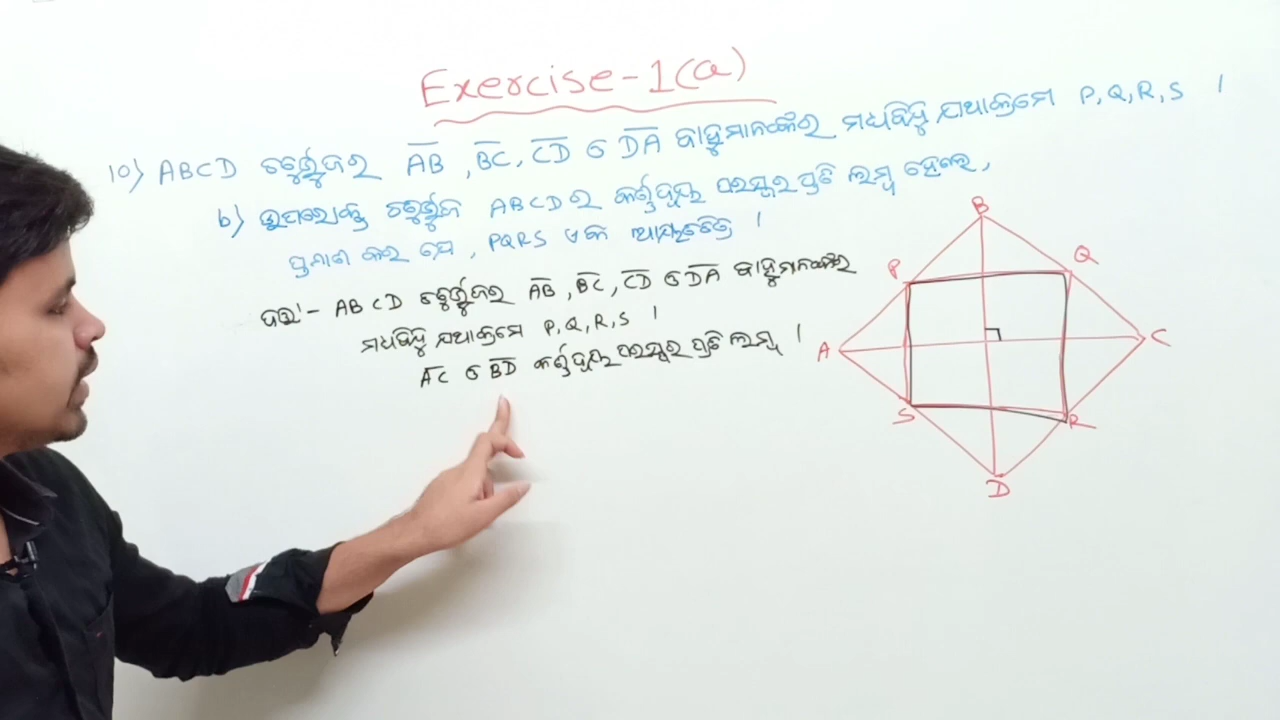 Exercise-1(a)
10) ABCD ଚତୁର୍ଭୁଜର AB, BC, CD ଓ DA ବାହୁମାନଙ୍କର ମଧ୍ୟବିନ୍ଦୁ ଯଥାକ୍ରମେ P, Q, R, S ।
b) ଉପରୋକ୍ତ ଚତୁର୍ଭୁଜ ABCD ର କର୍ଣ୍ଣଦ୍ୱୟ ପରସ୍ପର ପ୍ରତି ଲମ୍ବ ହେଲେ,
ପ୍ରମାଣ କର ଯେ, PQRS ଏକ ଆୟତଚିତ୍ର ।
ଦତ୍ତ :- ABCD ଚତୁର୍ଭୁଜର AB, BC, CD ଓ DA ବାହୁମାନଙ୍କର
ମଧ୍ୟବିନ୍ଦୁ ଯଥାକ୍ରମେ P, Q, R, S ।
AC ଓ BD କର୍ଣ୍ଣଦ୍ୱୟ ପରସ୍ପର ପ୍ରତି ଲମ୍ବ ।
B
P
Q
A
C
S
R
D